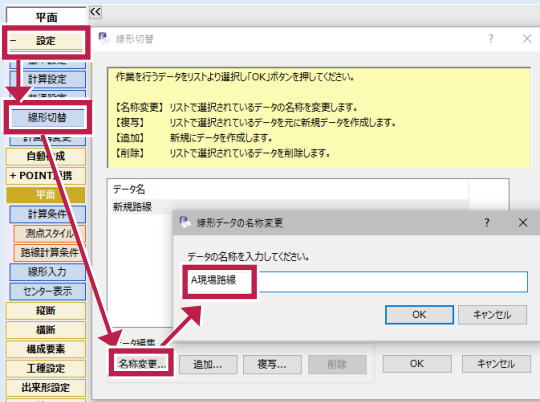 平面
－ 設定
計算設定
線形切替
自動作成
平面
計算条件
測点スタイル
路線計算条件
線形入力
センター表示
縦断
横断
構成要素
工種設定
出来形設定
線形切替
作業を行うデータをリストより選択し「OK」ボタンを押してください。
【名称変更】 リストで選択されているデータの名称を変更します。
【複写】 リストで選択されているデータを元に新規データを作成します。
【追加】 新規にデータを作成します。
【削除】 リストで選択されているデータを削除します。
データ名
新規路線
線形データの名称変更
データの名称を入力してください。
A現場路線
OK
キャンセル
データ編集
名称変更...
追加...
複写...
削除
OK
キャンセル